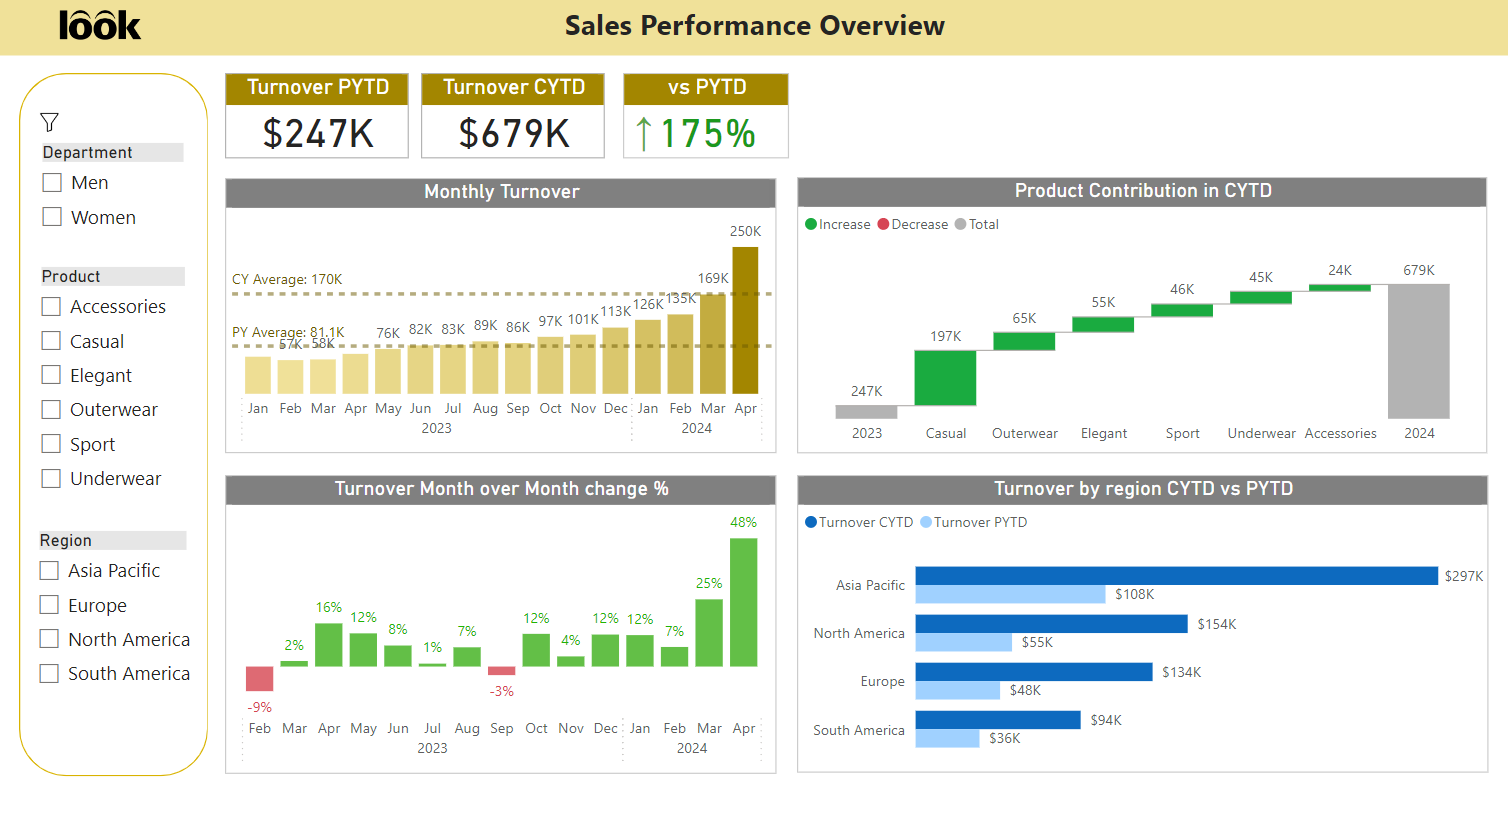 look
Sales Performance Overview
Turnover PYTD
$247K
Turnover CYTD
$679K
vs PYTD
↑175%
Department
Men
Women
Product
Accessories
Casual
Elegant
Outerwear
Sport
Underwear
Region
Asia Pacific
Europe
North America
South America
Monthly Turnover
CY Average: 170K
PY Average: 81.1K
57K 58K 76K 82K 83K 89K 86K 97K 101K 113K 126K 135K 169K 250K
Jan Feb Mar Apr May Jun Jul Aug Sep Oct Nov Dec Jan Feb Mar Apr
2023 2024
Product Contribution in CYTD
Increase Decrease Total
247K 197K 65K 55K 46K 45K 24K 679K
2023 Casual Outerwear Elegant Sport Underwear Accessories 2024
Turnover Month over Month change %
-9% 2% 16% 12% 8% 1% 7% -3% 12% 4% 12% 12% 7% 25% 48%
Feb Mar Apr May Jun Jul Aug Sep Oct Nov Dec Jan Feb Mar Apr
2023 2024
Turnover by region CYTD vs PYTD
Turnover CYTD Turnover PYTD
Asia Pacific $297K
$108K
North America $154K
$55K
Europe $134K
$48K
South America $94K
$36K